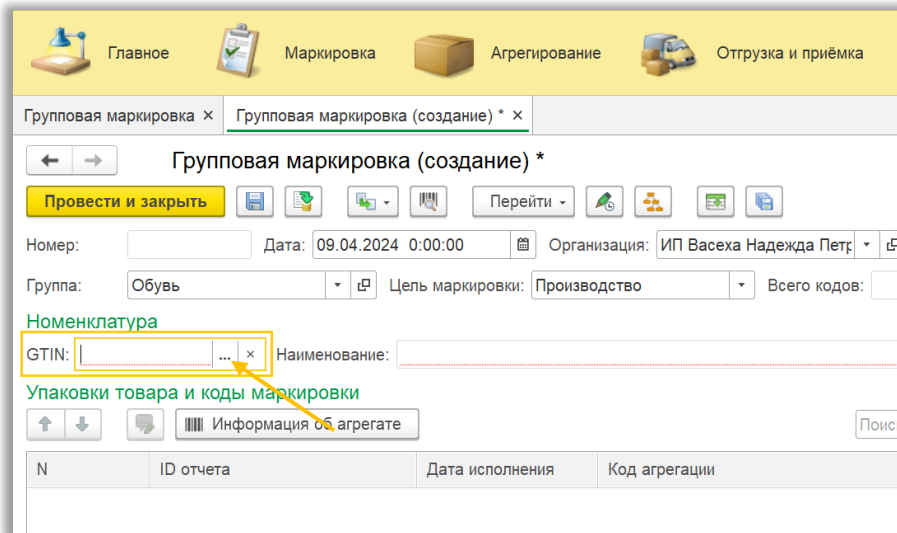 Главное Маркировка Агрегирование Отгрузка и приёмка
Групповая маркировка × Групповая маркировка (создание) * ×
Групповая маркировка (создание) *
Провести и закрыть Перейти
Номер: Дата: 09.04.2024 0:00:00 Организация: ИП Васеха Надежда Петр
Группа: Обувь Цель маркировки: Производство Всего кодов:
Номенклатура
GTIN: ... × Наименование:
Упаковки товара и коды маркировки
Информация об агрегате Поис
N ID отчета Дата исполнения Код агрегации